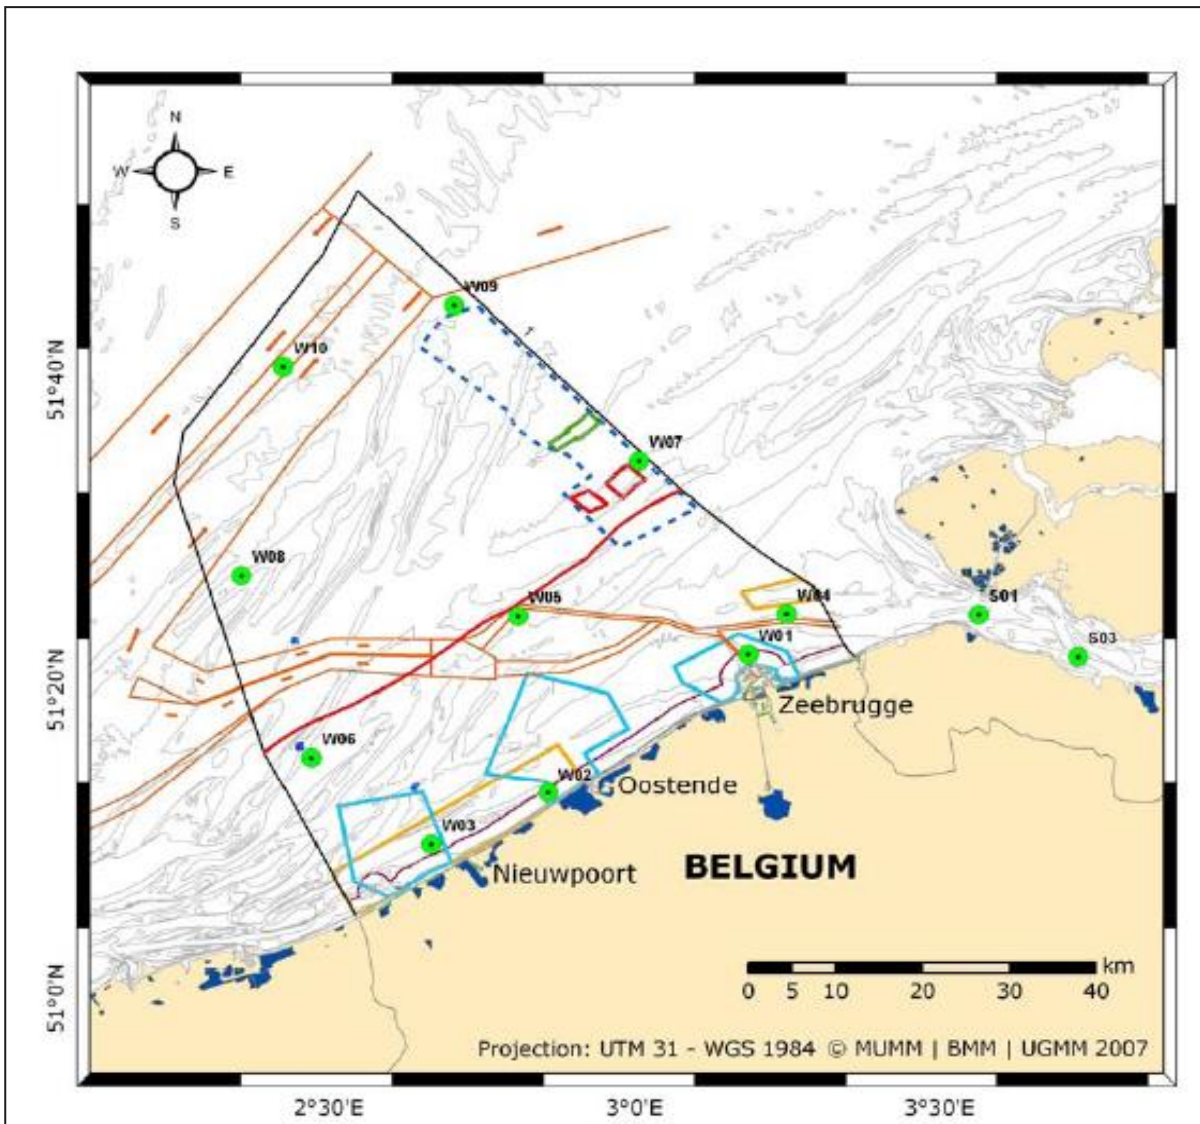 N
W E
S
W09
W10
51°40'N
W07
W08
W05
W04
S01
W01
S03
51°20'N
Zeebrugge
W06
W02
Oostende
W03
Nieuwpoort
BELGIUM
km
0 5 10 20 30 40
51°0'N
Projection: UTM 31 - WGS 1984 © MUMM | BMM | UGMM 2007
2°30'E 3°0'E 3°30'E